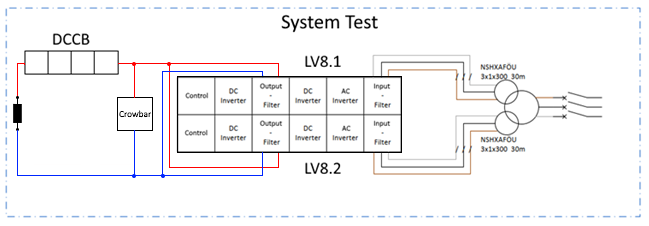 System Test
DCCB
LV8.1
NSHXAFÖU
3x1x300 30m
Crowbar
Control
DC
Inverter
Output
-
Filter
DC
Inverter
AC
Inverter
Input
-
Filter
Control
DC
Inverter
Output
-
Filter
DC
Inverter
AC
Inverter
Input
-
Filter
LV8.2
NSHXAFÖU
3x1x300 30m